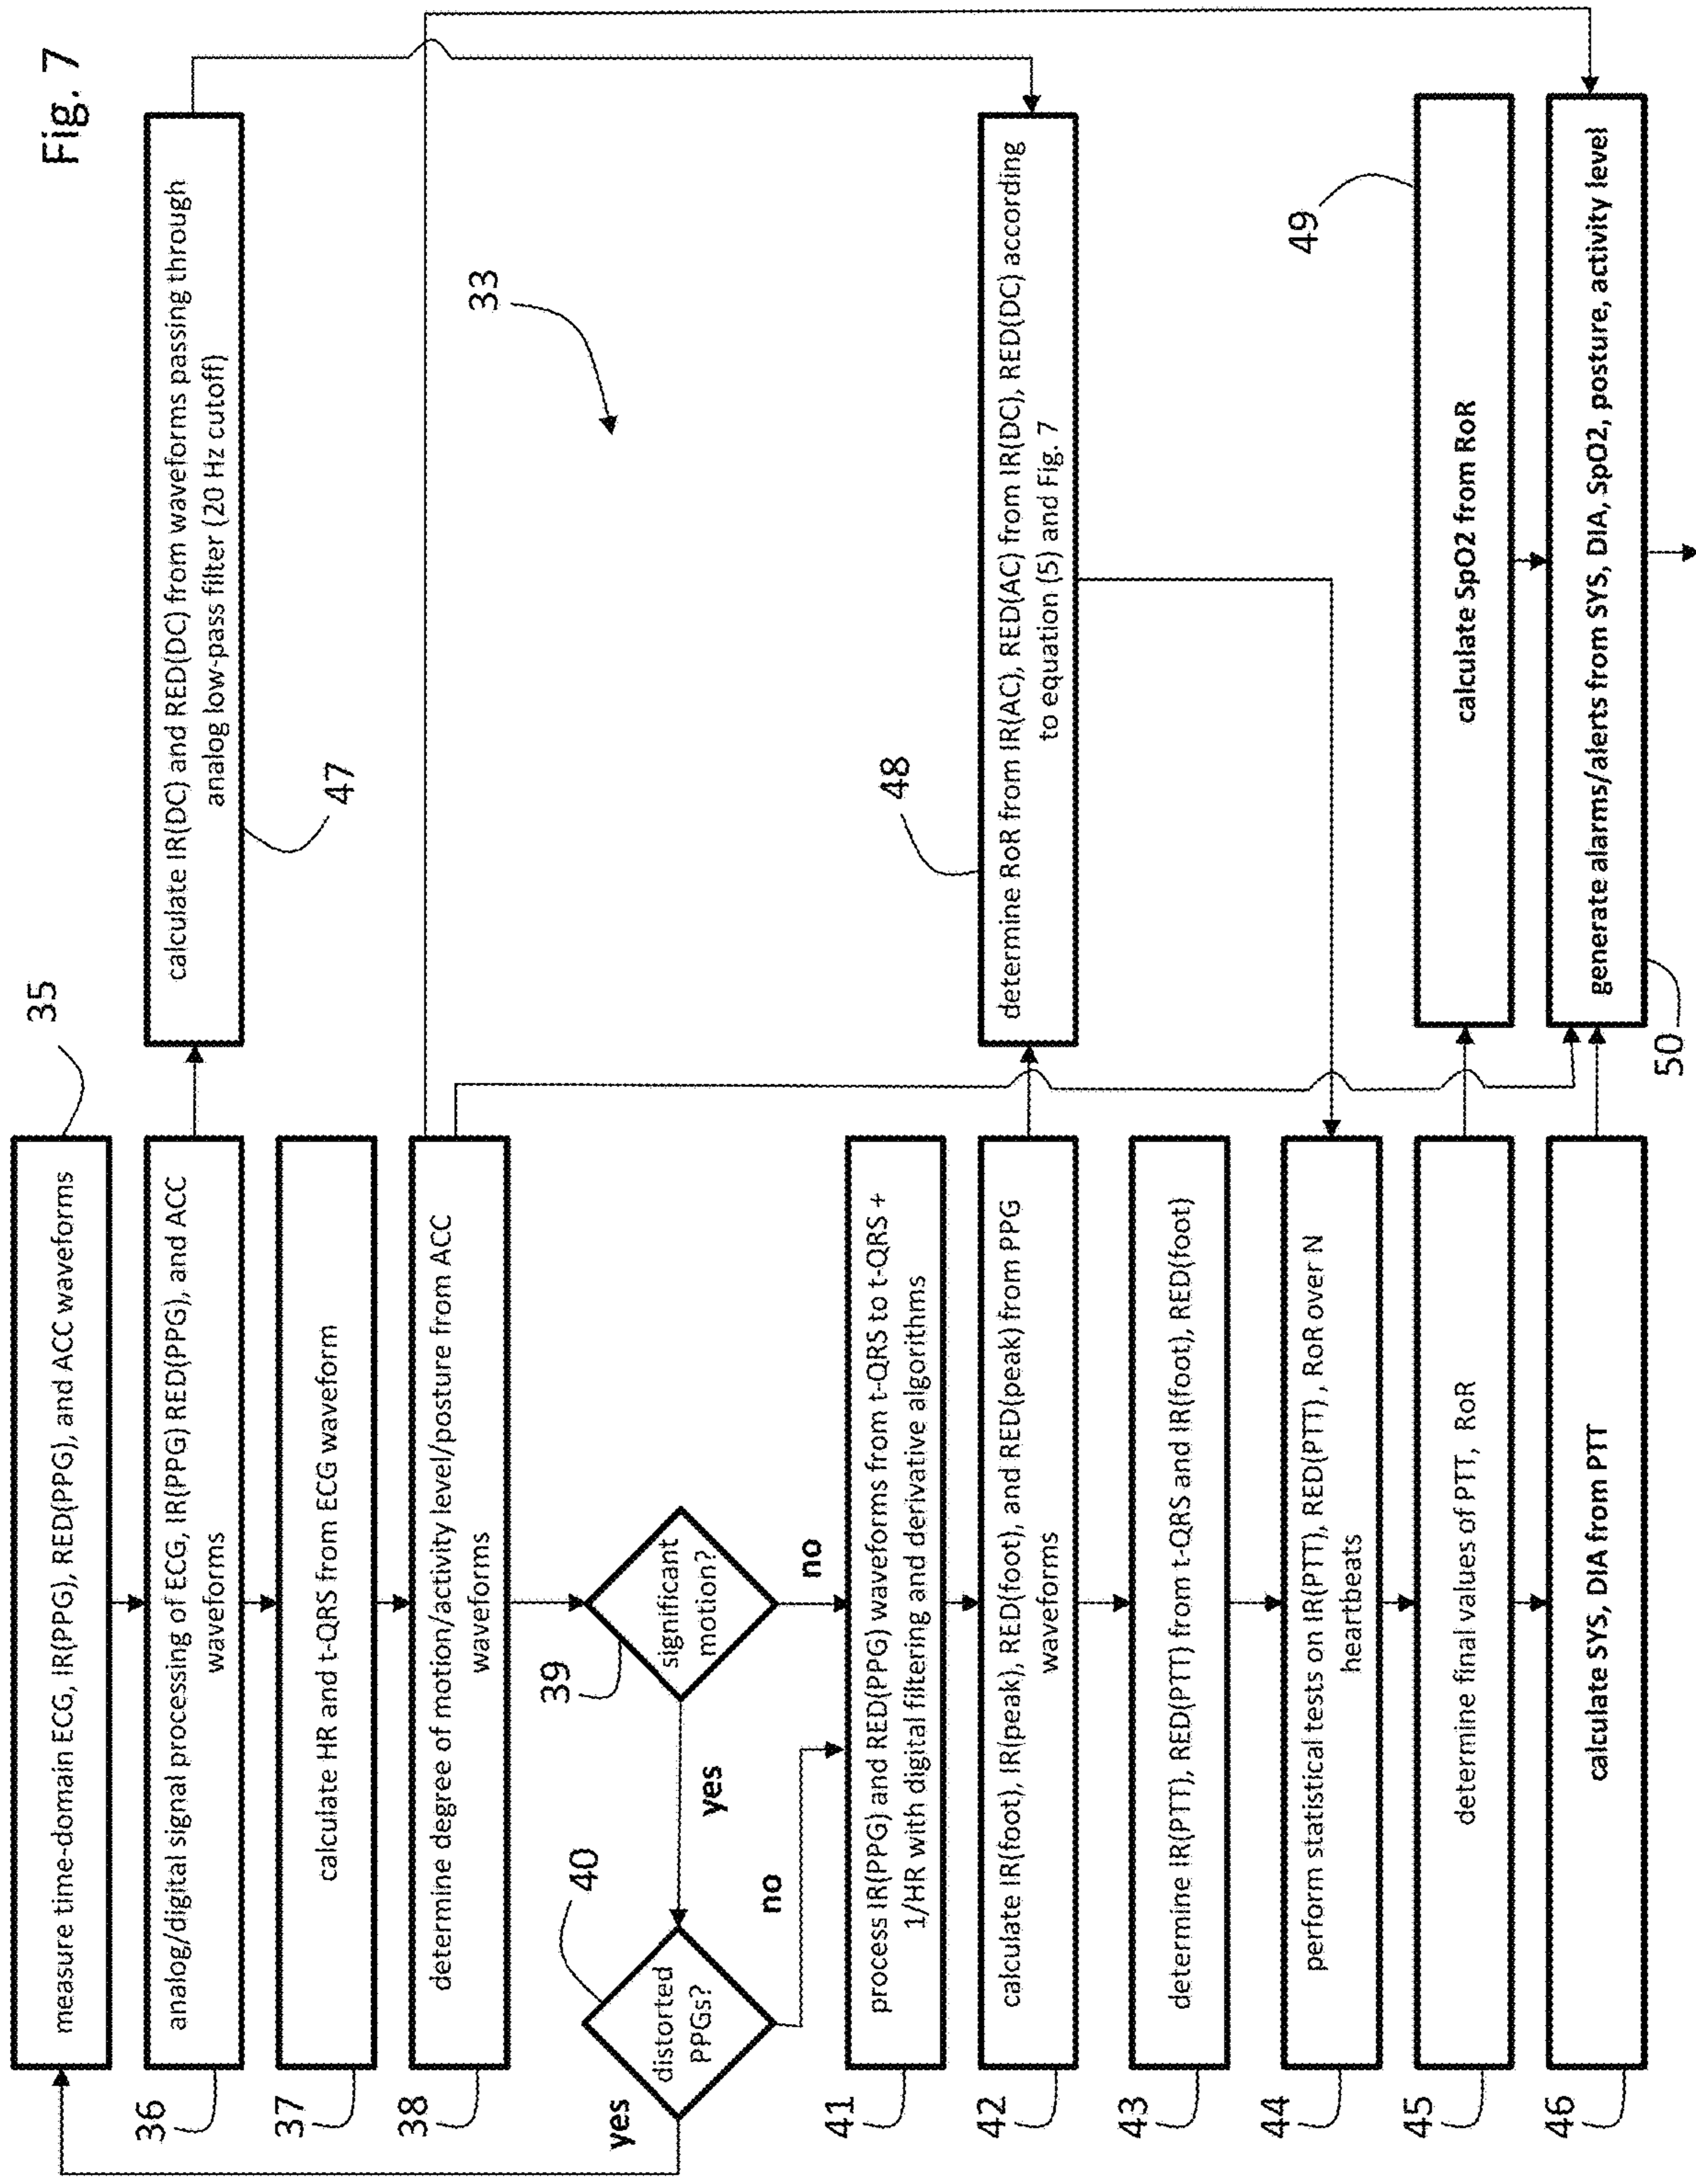 Fig. 7
35
measure time-domain ECG, IR(PPG), RED(PPG), and ACC waveforms
36
analog/digital signal processing of ECG, IR(PPG) RED(PPG), and ACC
waveforms
37
calculate HR and t-QRS from ECG waveform
38
determine degree of motion/activity level/posture from ACC
waveforms
39
significant
motion?
yes
no
40
distorted
PPGs?
yes
no
41
process IR(PPG) and RED(PPG) waveforms from t-QRS to t-QRS +
1/HR with digital filtering and derivative algorithms
42
calculate IR(foot), IR(peak), RED(foot), and RED(peak) from PPG
waveforms
43
determine IR(PTT), RED(PTT) from t-QRS and IR(foot), RED(foot)
44
perform statistical tests on IR(PTT), RED(PTT), RoR over N
heartbeats
45
determine final values of PTT, RoR
46
calculate SYS, DIA from PTT
47
calculate IR(DC) and RED(DC) from waveforms passing through
analog low-pass filter (20 Hz cutoff)
33
48
determine RoR from IR(AC), RED(AC) from IR(DC), RED(DC) according
to equation (5) and Fig. 7
49
calculate SpO2 from RoR
50
generate alarms/alerts from SYS, DIA, SpO2, posture, activity level